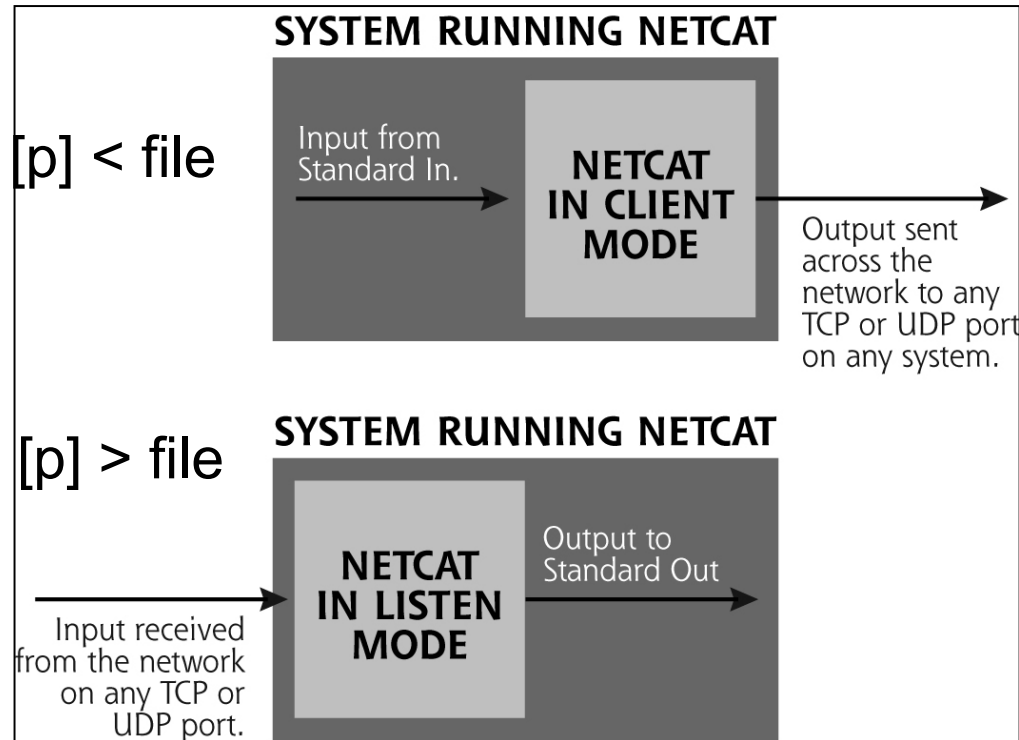 SYSTEM RUNNING NETCAT
[p] < file
Input from
Standard In.
NETCAT
IN CLIENT
MODE
Output sent
across the
network to any
TCP or UDP port
on any system.
SYSTEM RUNNING NETCAT
[p] > file
NETCAT
IN LISTEN
MODE
Output to
Standard Out
Input received
from the network
on any TCP or
UDP port.